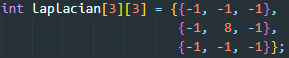 int Laplacian[3][3] = {{-1, -1, -1},
{-1, 8, -1},
{-1, -1, -1}};